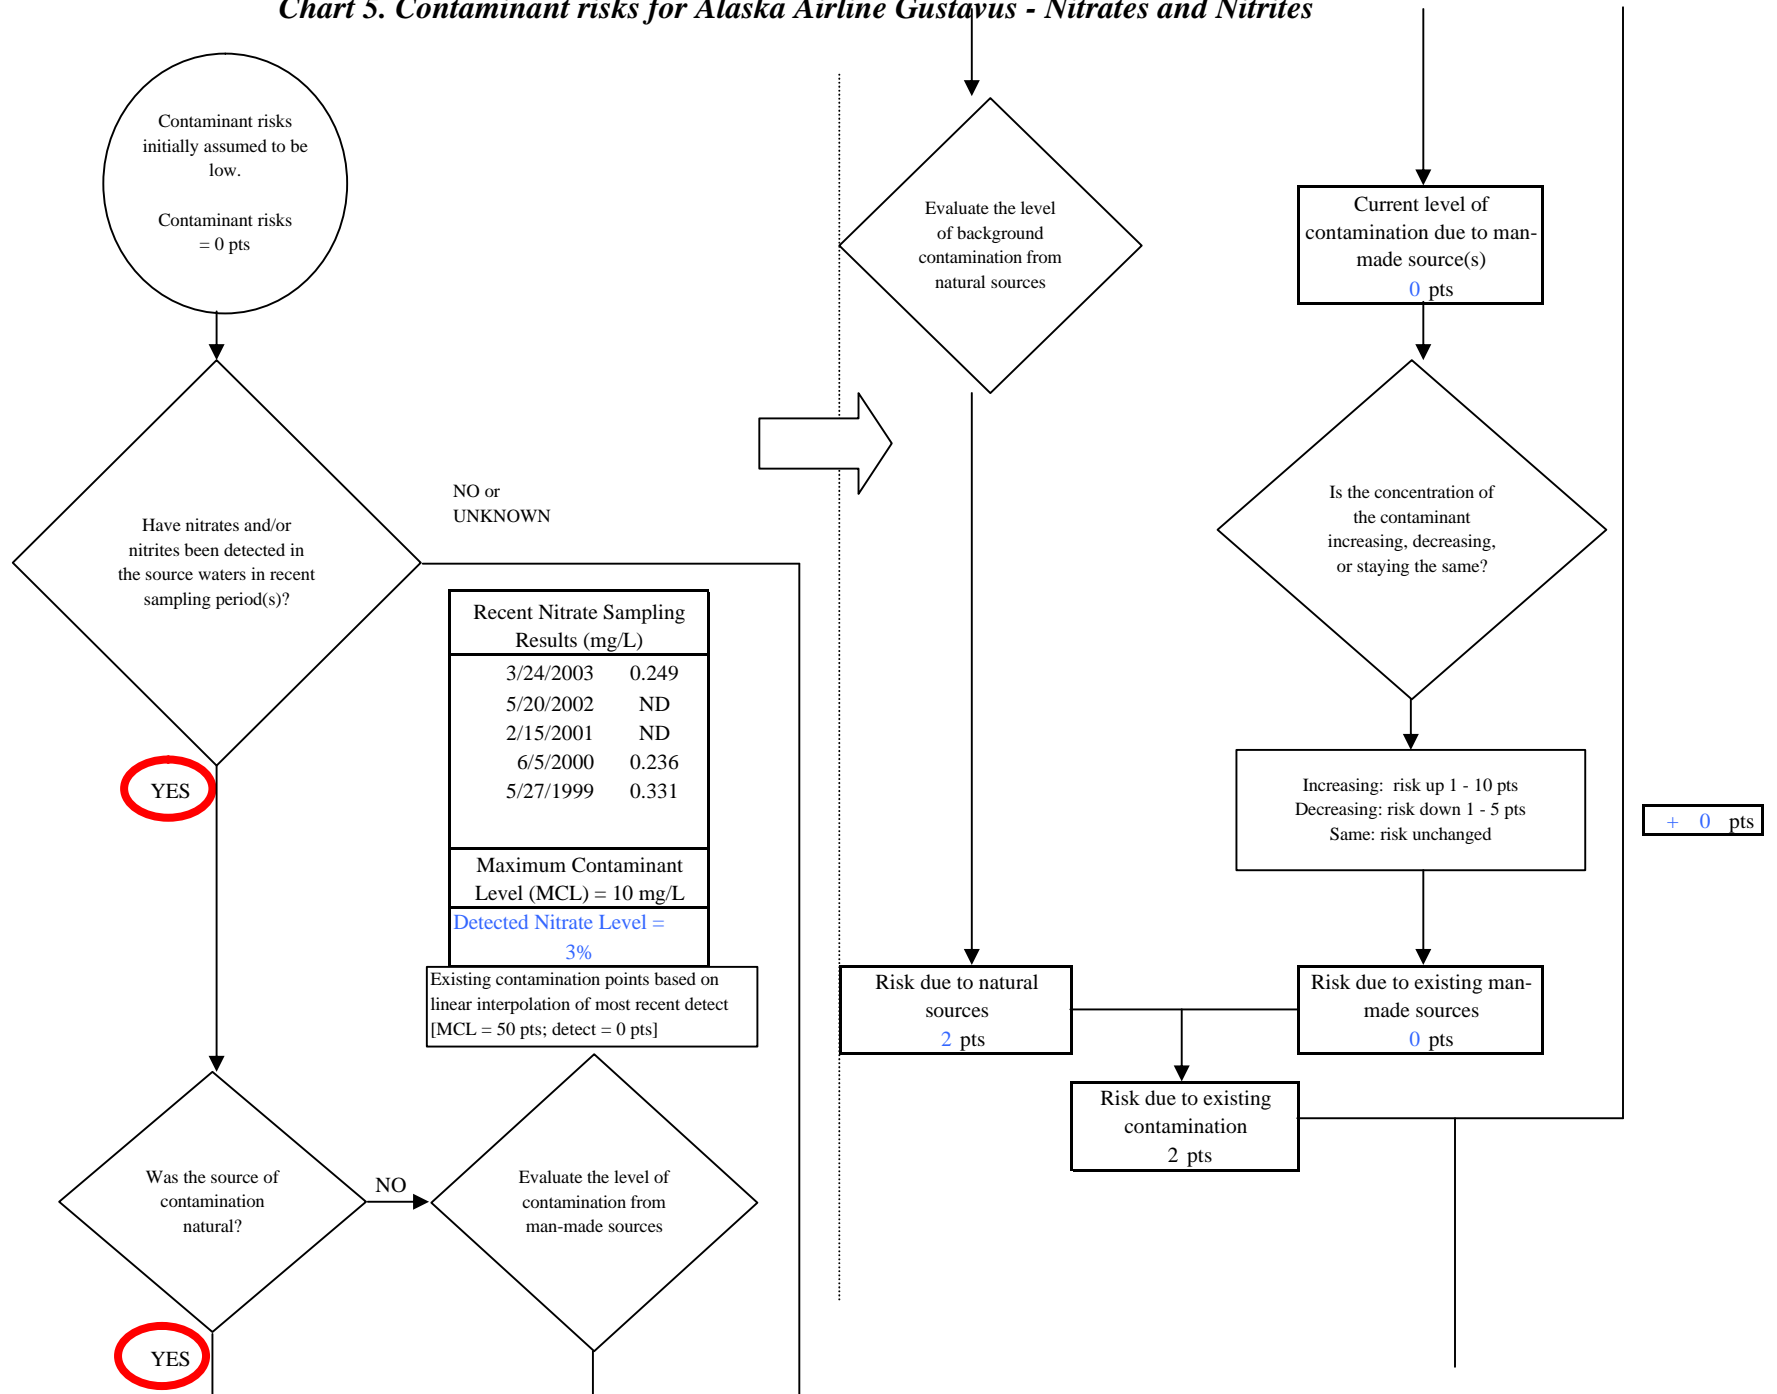 Chart 5. Contaminant risks for Alaska Airline Gustavus - Nitrates and Nitrites
Contaminant risks
initially assumed to be
low.
Contaminant risks
= 0 pts
Have nitrates and/or
nitrites been detected in
the source waters in recent
sampling period(s)?
NO or
UNKNOWN
YES
Recent Nitrate Sampling
Results (mg/L)
3/24/2003 0.249
5/20/2002 ND
2/15/2001 ND
6/5/2000 0.236
5/27/1999 0.331
Maximum Contaminant
Level (MCL) = 10 mg/L
Detected Nitrate Level =
3%
Existing contamination points based on
linear interpolation of most recent detect
[MCL = 50 pts; detect = 0 pts]
Was the source of
contamination
natural?
NO
Evaluate the level of
contamination from
man-made sources
YES
Evaluate the level
of background
contamination from
natural sources
Risk due to natural
sources
2 pts
Current level of
contamination due to man-
made source(s)
0 pts
Is the concentration of
the contaminant
increasing, decreasing,
or staying the same?
Increasing: risk up 1 - 10 pts
Decreasing: risk down 1 - 5 pts
Same: risk unchanged
+ 0 pts
Risk due to existing man-
made sources
0 pts
Risk due to existing
contamination
2 pts